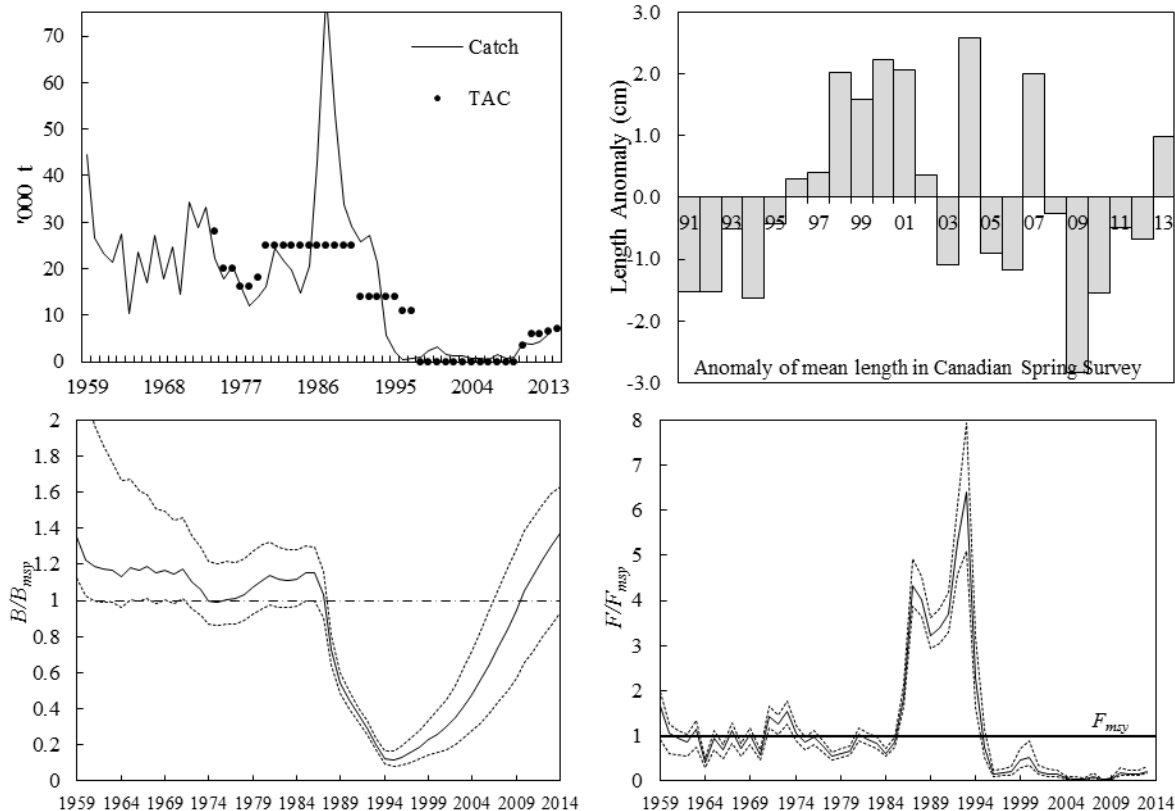 70
60
50
40
30
20
10
0
'000 t
Catch
TAC
1959 1968 1977 1986 1995 2004 2013
3.0
2.0
1.0
0.0
-1.0
-2.0
-3.0
Length Anomaly (cm)
91 93 95 97 99 01 03 05 07 09 11 13
Anomaly of mean length in Canadian Spring Survey
2
1.8
1.6
1.4
1.2
1
0.8
0.6
0.4
0.2
0
B/Bmsy
1959 1964 1969 1974 1979 1984 1989 1994 1999 2004 2009 2014
8
7
6
5
4
3
2
1
0
F/Fmsy
Fmsy
1959 1964 1969 1974 1979 1984 1989 1994 1999 2004 2009 2014